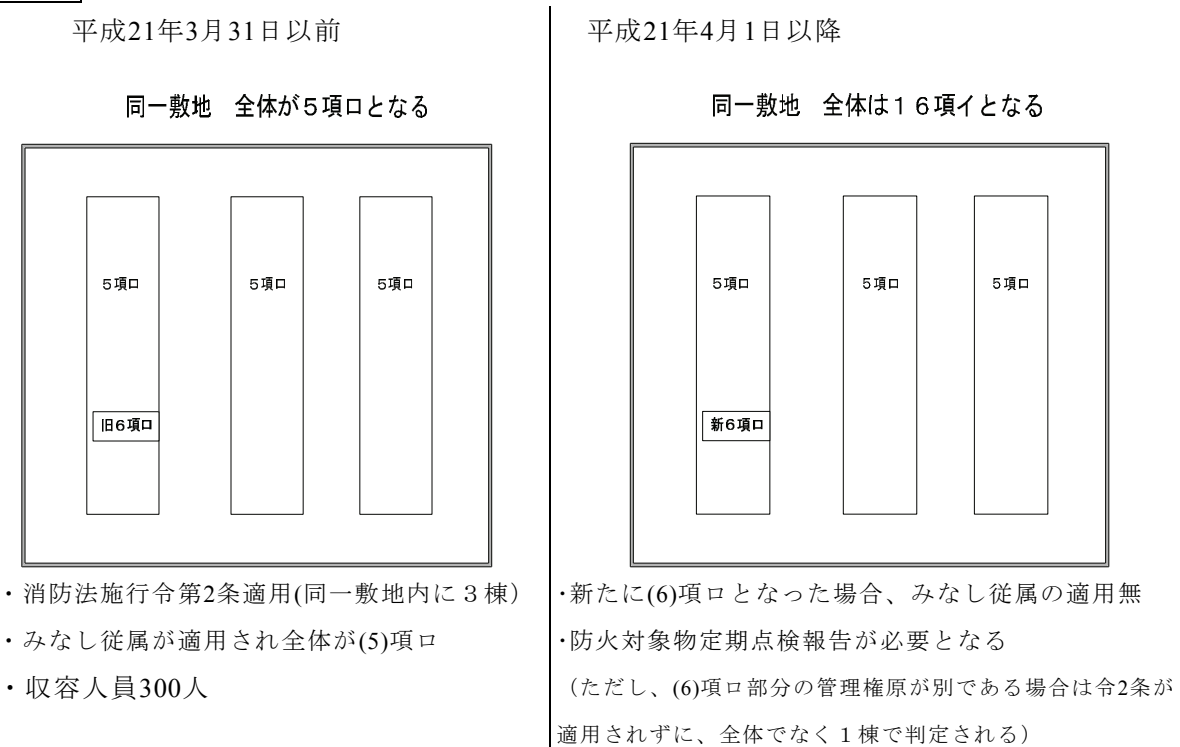 平成21年3月31日以前
同一敷地 全体が５項ロとなる
５項ロ
５項ロ
５項ロ
旧６項ロ
・消防法施行令第2条適用(同一敷地内に３棟）
・みなし従属が適用され全体が(5)項ロ
・収容人員300人
平成21年4月1日以降
同一敷地 全体は１６項イとなる
５項ロ
５項ロ
５項ロ
新６項ロ
･新たに(6)項ロとなった場合、みなし従属の適用無
･防火対象物定期点検報告が必要となる
（ただし、(6)項ロ部分の管理権原が別である場合は令2条が
適用されずに、全体でなく１棟で判定される）